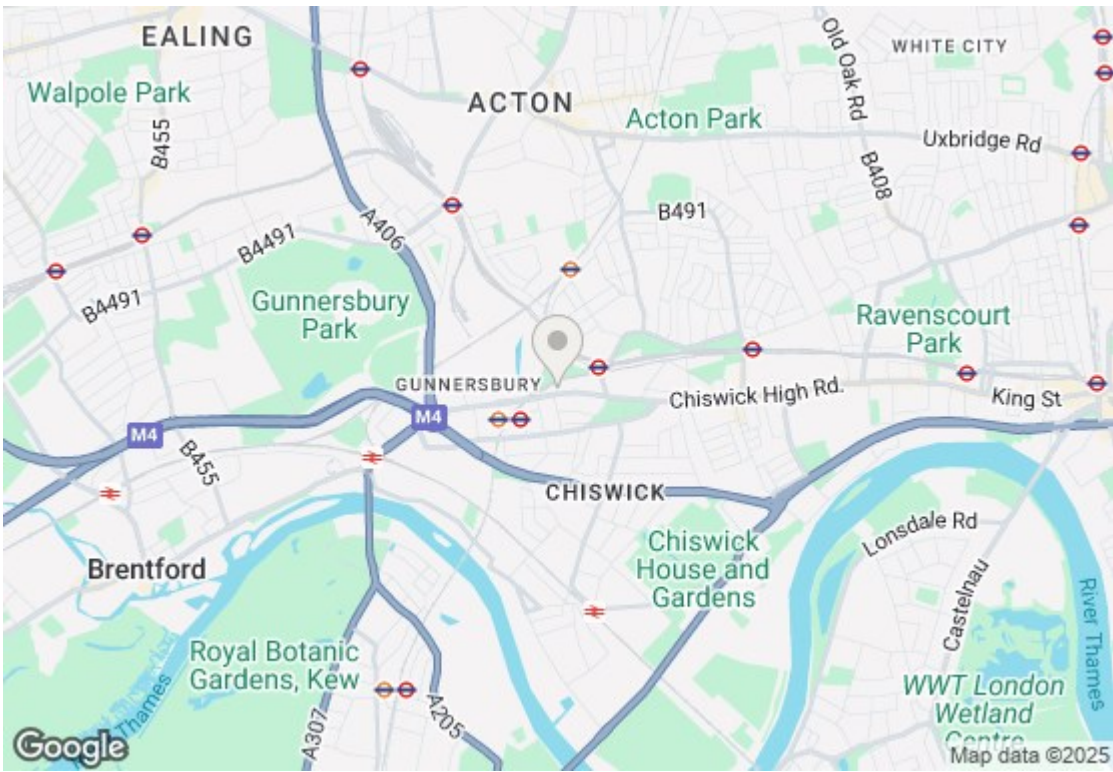 EALING
WHITE CITY
Walpole Park
ACTON
Old Oak Rd
Acton Park
B455
Uxbridge Rd
B408
A406
B491
B4491
B4491
Gunnersbury
Park
Ravenscourt
Park
GUNNERSBURY
Chiswick High Rd.
King St
M4
M4
B455
CHISWICK
Chiswick
House and
Gardens
Lonsdale Rd
Brentford
Castelnau
River Thames
Royal Botanic
Gardens, Kew
WWT London
Wetland
Centre
Thames
A307
A205
Google
Map data ©2025